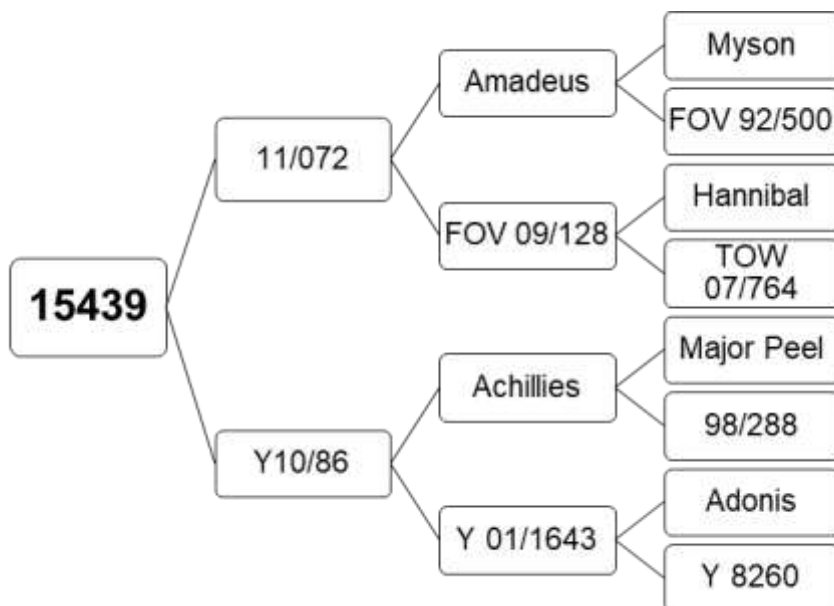 15439
11/072
Y10/86
Amadeus
FOV 09/128
Achillies
Y 01/1643
Myson
FOV 92/500
Hannibal
TOW
07/764
Major Peel
98/288
Adonis
Y 8260